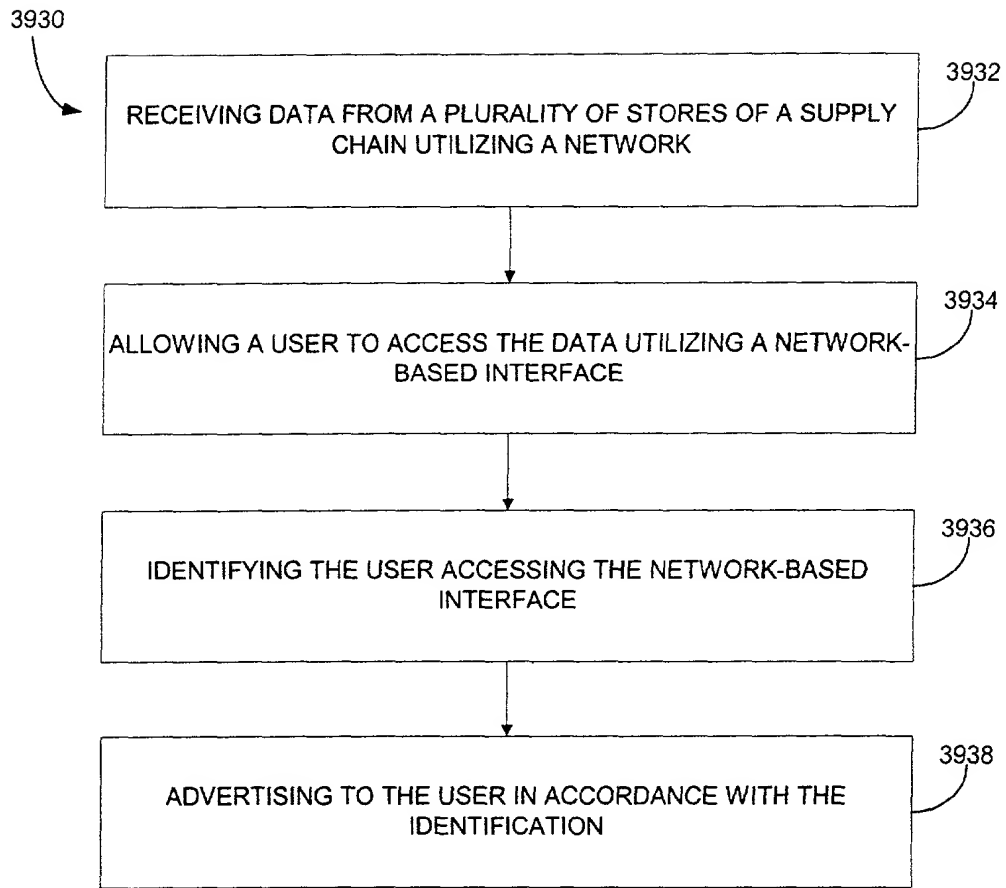 3930
3932
RECEIVING DATA FROM A PLURALITY OF STORES OF A SUPPLY
CHAIN UTILIZING A NETWORK
3934
ALLOWING A USER TO ACCESS THE DATA UTILIZING A NETWORK-
BASED INTERFACE
3936
IDENTIFYING THE USER ACCESSING THE NETWORK-BASED
INTERFACE
3938
ADVERTISING TO THE USER IN ACCORDANCE WITH THE
IDENTIFICATION